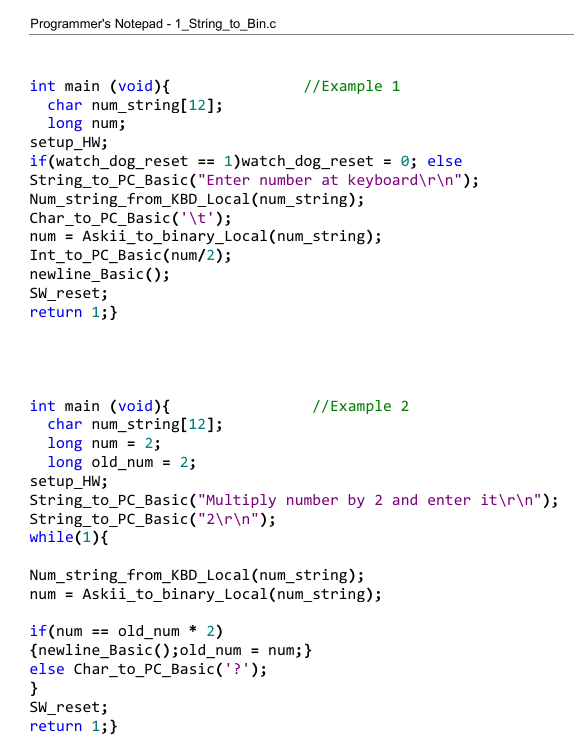 Programmer's Notepad - 1_String_to_Bin.c
int main (void){ //Example 1
char num_string[12];
long num;
setup_HW;
if(watch_dog_reset == 1)watch_dog_reset = 0; else
String_to_PC_Basic("Enter number at keyboard\r\n");
Num_string_from_KBD_Local(num_string);
Char_to_PC_Basic('\t');
num = Askii_to_binary_Local(num_string);
Int_to_PC_Basic(num/2);
newline_Basic();
SW_reset;
return 1;}
int main (void){ //Example 2
char num_string[12];
long num = 2;
long old_num = 2;
setup_HW;
String_to_PC_Basic("Multiply number by 2 and enter it\r\n");
String_to_PC_Basic("2\r\n");
while(1){
Num_string_from_KBD_Local(num_string);
num = Askii_to_binary_Local(num_string);
if(num == old_num * 2)
{newline_Basic();old_num = num;}
else Char_to_PC_Basic('?');
}
SW_reset;
return 1;}